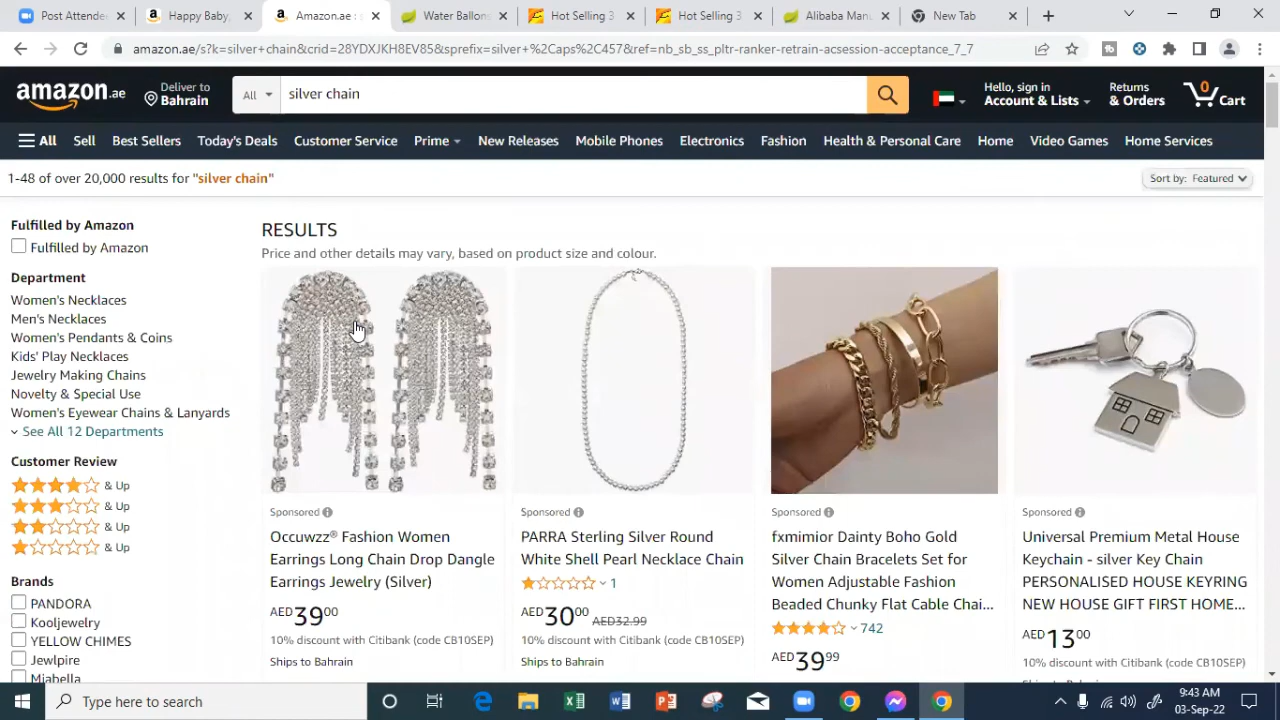 Post Attende
Happy Baby,
Amazon.ae : s
Water Ballons
Hot Selling 3
Hot Selling 3
Alibaba Man
New Tab
amazon.ae/s?k=silver+chain&crid=28YDXJKH8EV85&sprefix=silver+%2Caps%2C457&ref=nb_sb_ss_pltr-ranker-retrain-acsession-acceptance_7_7
amazon.ae
Deliver to
Bahrain
All
silver chain
Hello, sign in
Account & Lists
Returns
& Orders
0
Cart
All
Sell
Best Sellers
Today's Deals
Customer Service
Prime
New Releases
Mobile Phones
Electronics
Fashion
Health & Personal Care
Home
Video Games
Home Services
1-48 of over 20,000 results for "silver chain"
Sort by: Featured
Fulfilled by Amazon
Fulfilled by Amazon
Department
Women's Necklaces
Men's Necklaces
Women's Pendants & Coins
Kids' Play Necklaces
Jewelry Making Chains
Novelty & Special Use
Women's Eyewear Chains & Lanyards
See All 12 Departments
Customer Review
& Up
& Up
& Up
& Up
Brands
PANDORA
Kooljewelry
YELLOW CHIMES
Jewlpire
Miabella
RESULTS
Price and other details may vary, based on product size and colour.
Sponsored
Occuwzz® Fashion Women
Earrings Long Chain Drop Dangle
Earrings Jewelry (Silver)
AED 39 00
10% discount with Citibank (code CB10SEP)
Ships to Bahrain
Sponsored
PARRA Sterling Silver Round
White Shell Pearl Necklace Chain
1
AED 30 00 AED32.99
10% discount with Citibank (code CB10SEP)
Ships to Bahrain
Sponsored
fxmimior Dainty Boho Gold
Silver Chain Bracelets Set for
Women Adjustable Fashion
Beaded Chunky Flat Cable Chai...
742
AED 39 99
Sponsored
Universal Premium Metal House
Keychain - silver Key Chain
PERSONALISED HOUSE KEYRING
NEW HOUSE GIFT FIRST HOME...
AED 13 00
10% discount with Citibank (code CB10SEP)
Type here to search
9:43 AM
03-Sep-22